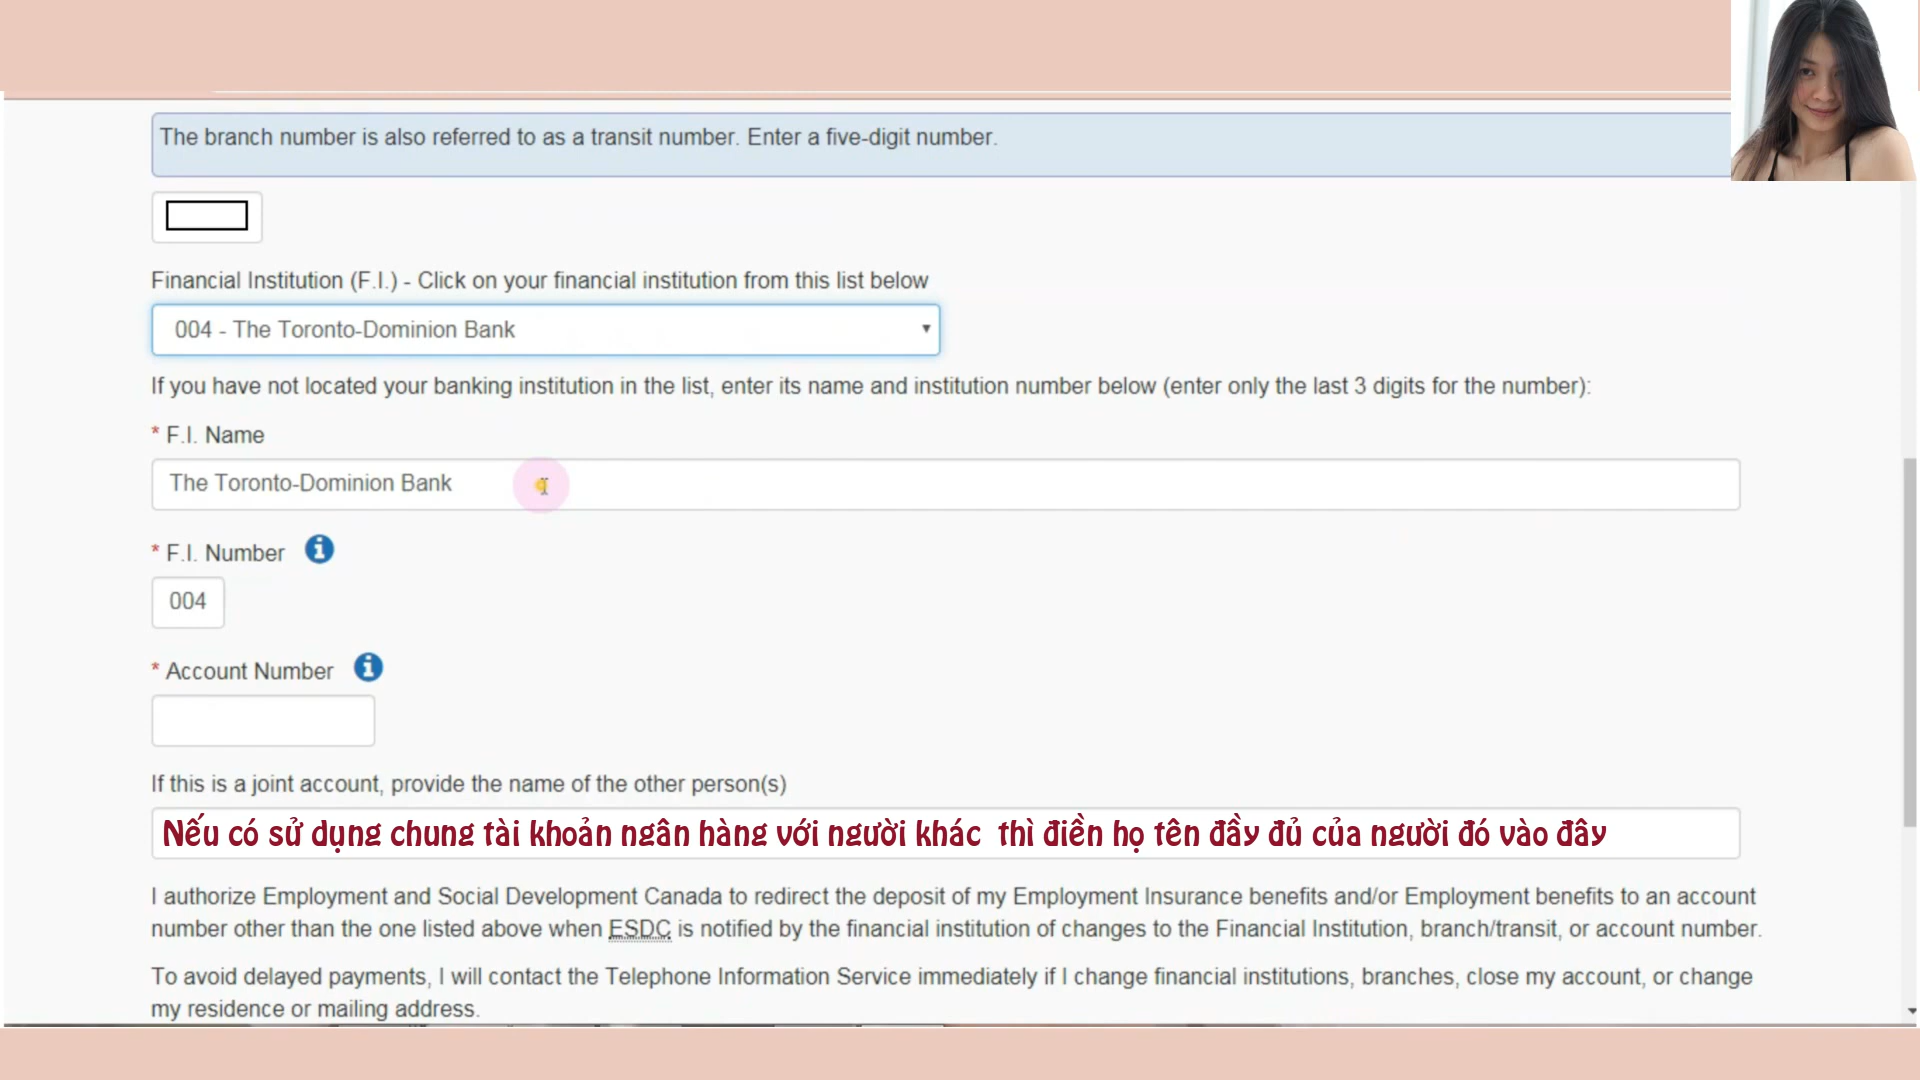 The branch number is also referred to as a transit number. Enter a five-digit number.
Financial Institution (F.I.) - Click on your financial institution from this list below
004 - The Toronto-Dominion Bank
If you have not located your banking institution in the list, enter its name and institution number below (enter only the last 3 digits for the number):
* F.I. Name
The Toronto-Dominion Bank
* F.I. Number
004
* Account Number
If this is a joint account, provide the name of the other person(s)
Nếu có sử dụng chung tài khoản ngân hàng với người khác thì điền họ tên đầy đủ của người đó vào đây
I authorize Employment and Social Development Canada to redirect the deposit of my Employment Insurance benefits and/or Employment benefits to an account
number other than the one listed above when ESDC is notified by the financial institution of changes to the Financial Institution, branch/transit, or account number.
To avoid delayed payments, I will contact the Telephone Information Service immediately if I change financial institutions, branches, close my account, or change
my residence or mailing address.